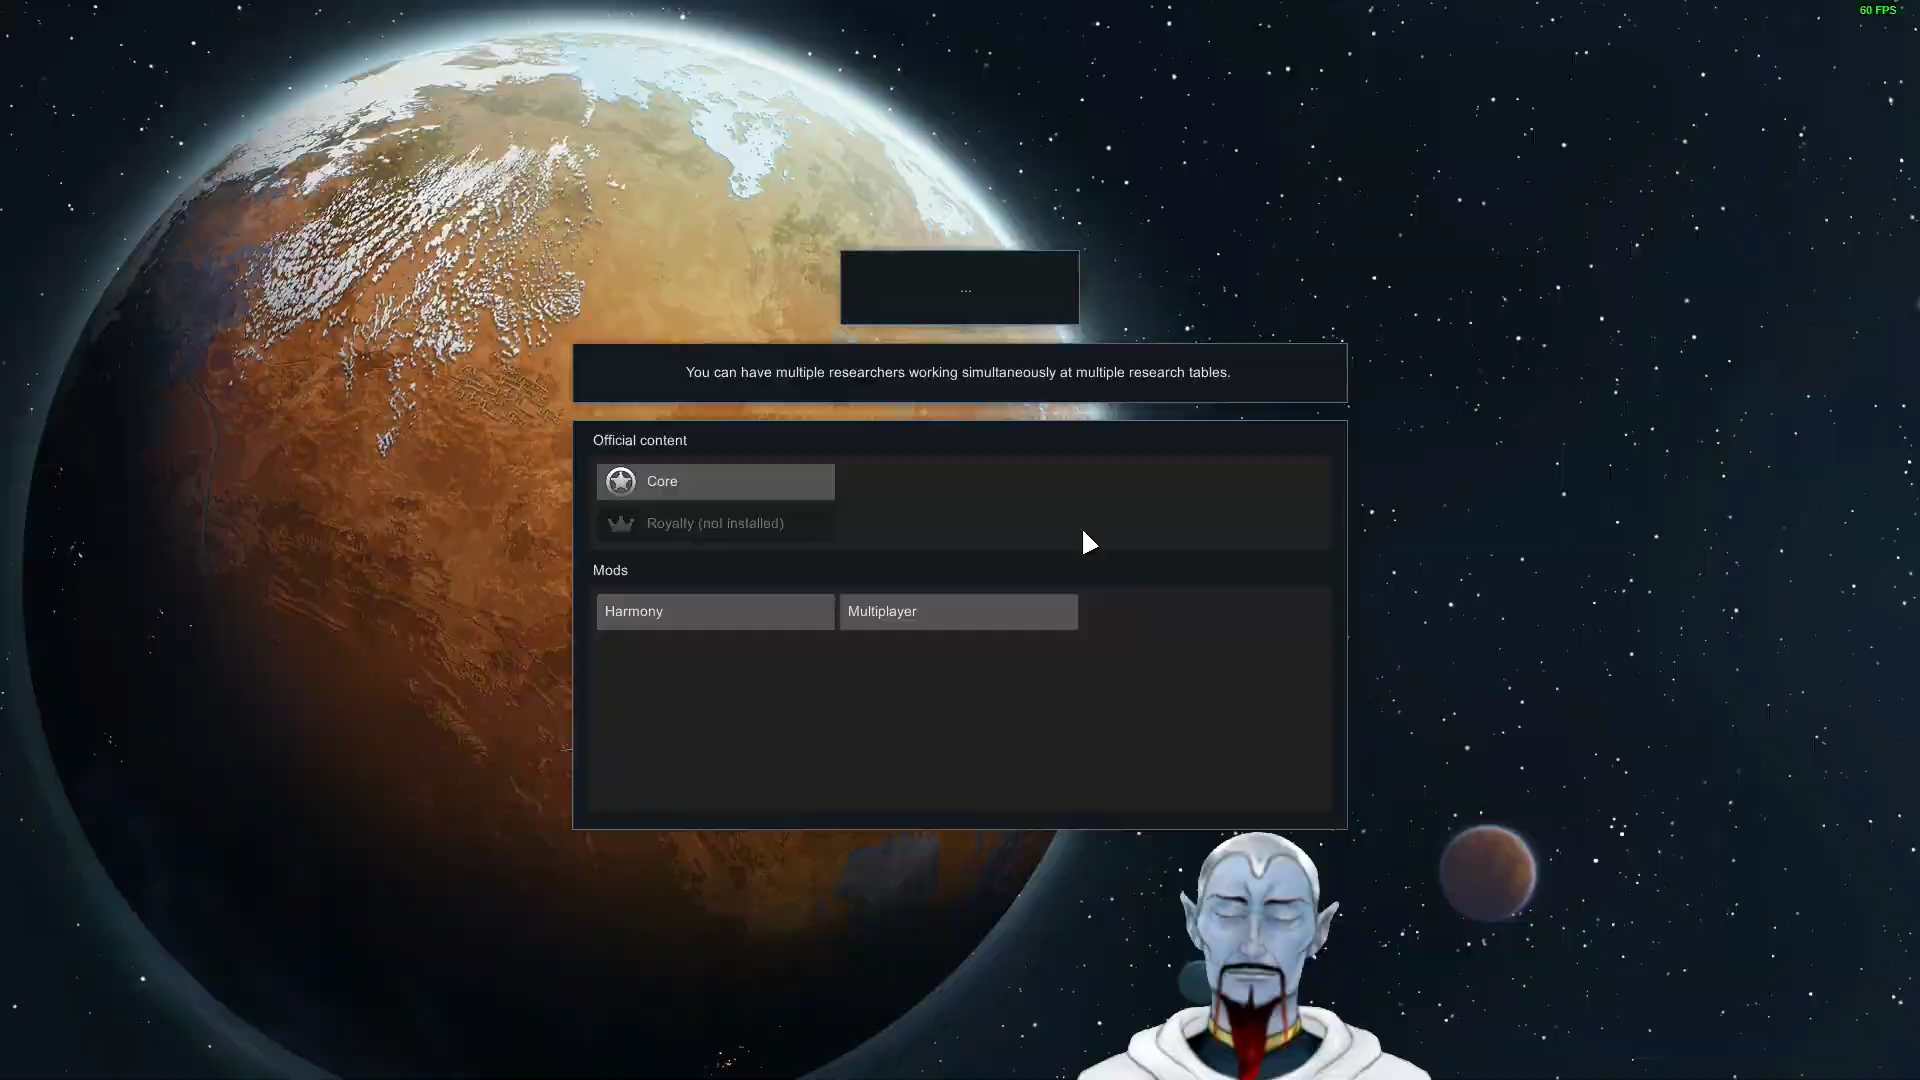 60 FPS
...
You can have multiple researchers working simultaneously at multiple research tables.
Official content
Core
Royalty (not installed)
Mods
Harmony
Multiplayer